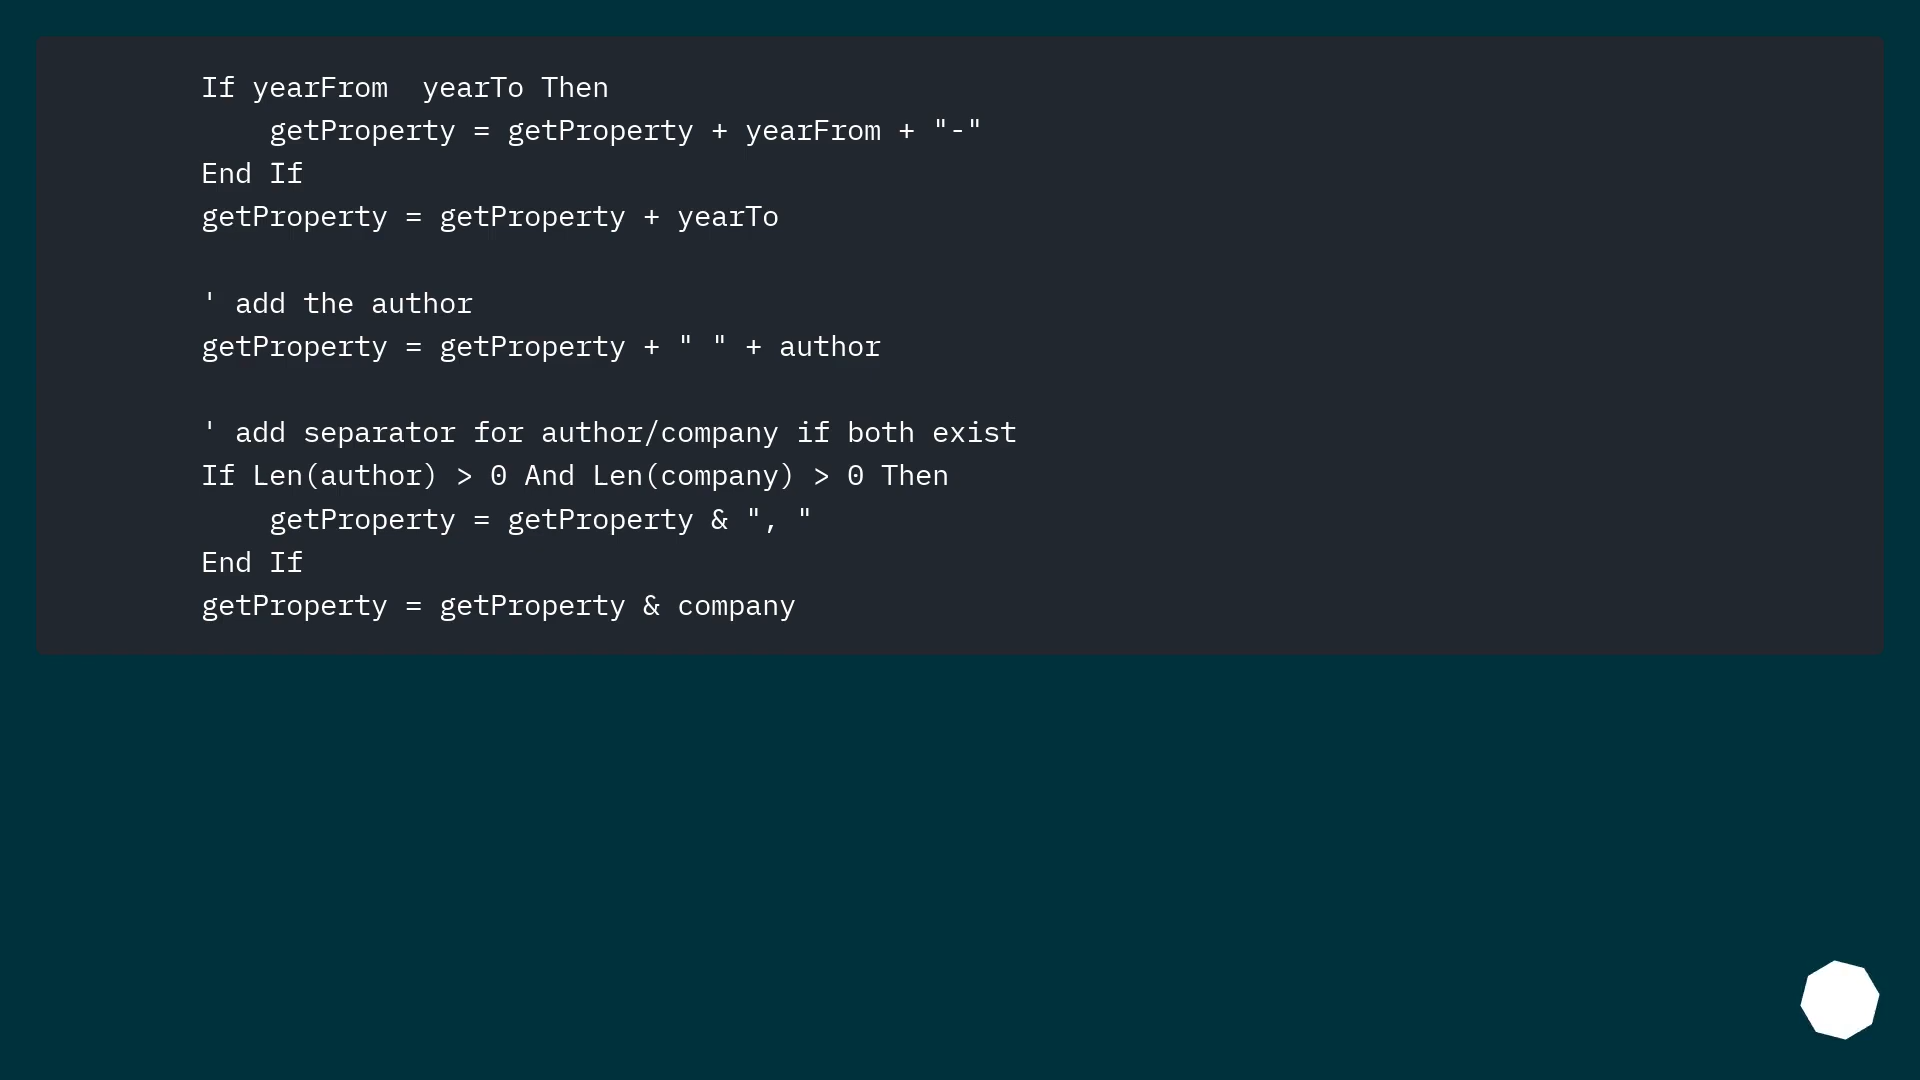 If yearFrom  yearTo Then
    getProperty = getProperty + yearFrom + "-"
End If
getProperty = getProperty + yearTo

' add the author
getProperty = getProperty + " " + author

' add separator for author/company if both exist
If Len(author) > 0 And Len(company) > 0 Then
    getProperty = getProperty & ", "
End If
getProperty = getProperty & company